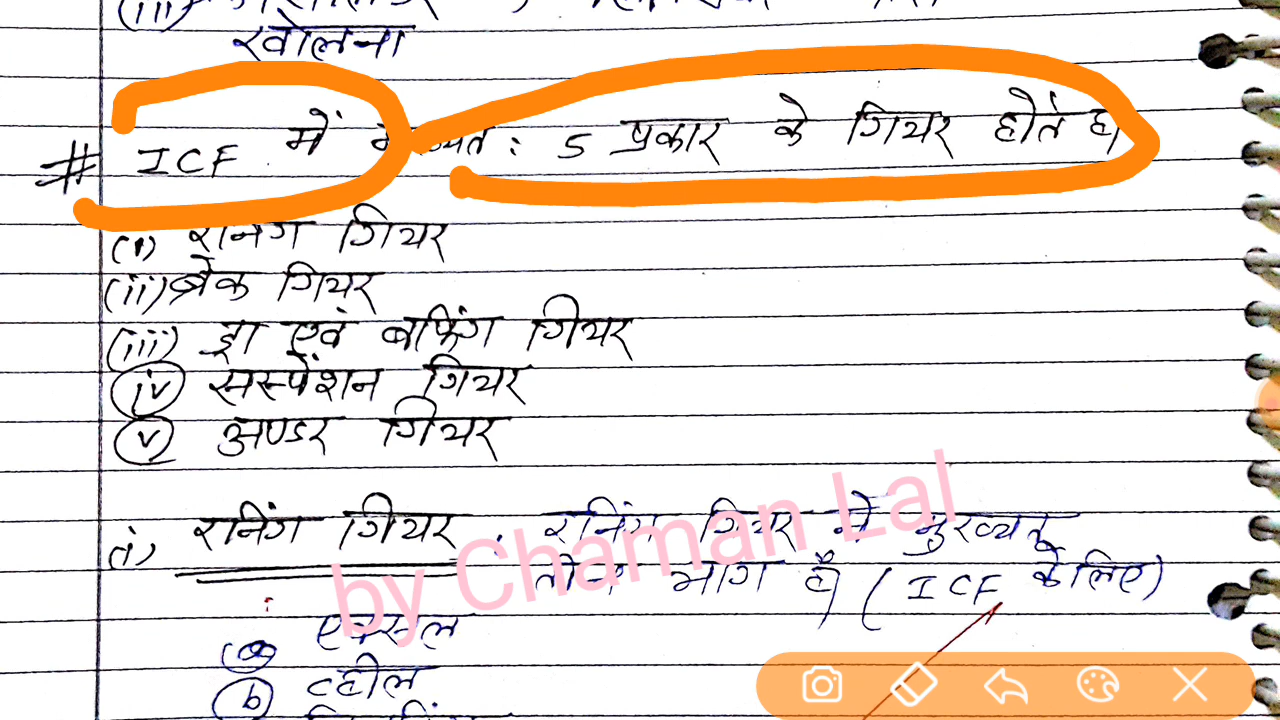 (iii)
खोलना
# ICF में मुख्यत: 5 प्रकार के गियर होते है
(i) रनिंग गियर
(ii) ब्रेक गियर
(iii) ड्रा एवं बफिंग गियर
(iv) सस्पेंशन गियर
(v) अण्डर गियर
i) रनिंग गियर : रनिंग गियर में मुख्यतः
तीन भाग है (ICF के लिए)
(a) एक्सल
(b) व्हील
by Chaman Lal